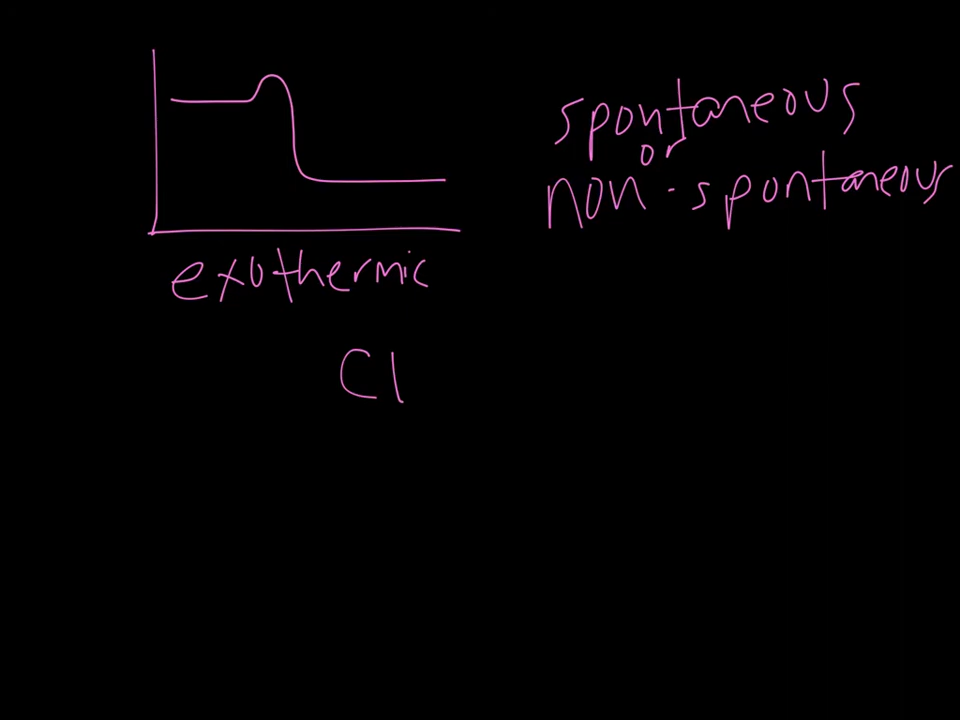 spontaneous
or
non-spontaneous
exothermic
Cl